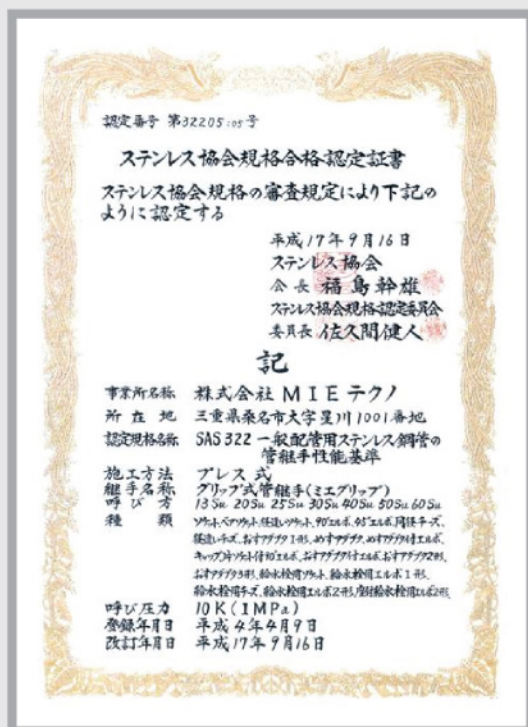 認定番号 第32205:05号
ステンレス協会規格合格認定証書
ステンレス協会規格の審査規定により下記の
ように認定する
平成17年9月16日
ステンレス協会
会長 福島幹雄
ステンレス協会規格認定委員会
委員長 佐久間健人
記
事業所名称 株式会社MIEテクノ
所在地 三重県桑名市大字星川1001番地
認定規格名称 SAS322 一般配管用ステンレス鋼管の
管継手性能基準
施工方法 プレス式
継手名称 グリップ式管継手(ミエグリップ)
呼び方 13Su 20Su 25Su 30Su 40Su 50Su 60Su
種類 ソケット、ペアソケット、径違いソケット、90°エルボ、45°エルボ、同径チーズ、
径違いチーズ、おすアダプタ1形、めすアダプタ、めすアダプタ付エルボ、
キャップ、片ソケット付90°エルボ、おすアダプタ付エルボ、おすアダプタ2形、
おすアダプタ3形、給水栓用ソケット、給水栓用エルボ1形、
給水栓用チーズ、給水栓用エルボ2形、座付給水栓用エルボ2形、
呼び圧力 10K(1MPa)
登録年月日 平成4年4月9日
改訂年月日 平成17年9月16日